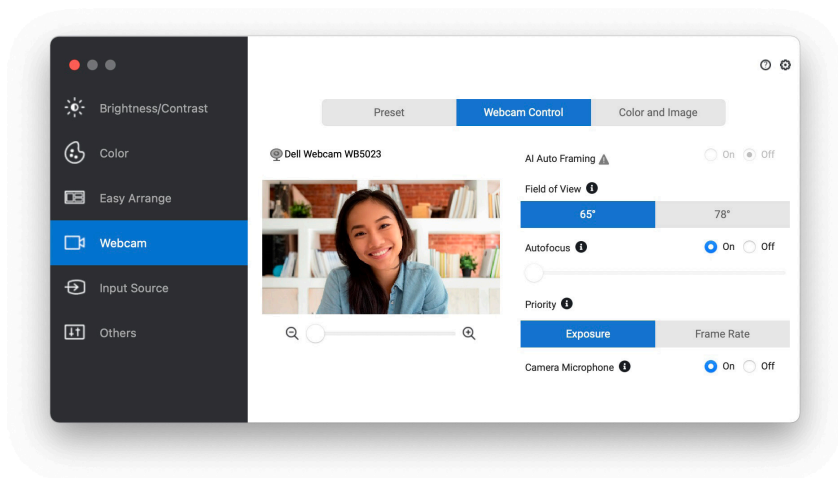 Brightness/Contrast
Color
Easy Arrange
Webcam
Input Source
Others
Preset
Webcam Control
Color and Image
Dell Webcam WB5023
AI Auto Framing
On
Off
Field of View
65°
78°
Autofocus
On
Off
Priority
Exposure
Frame Rate
Camera Microphone
On
Off